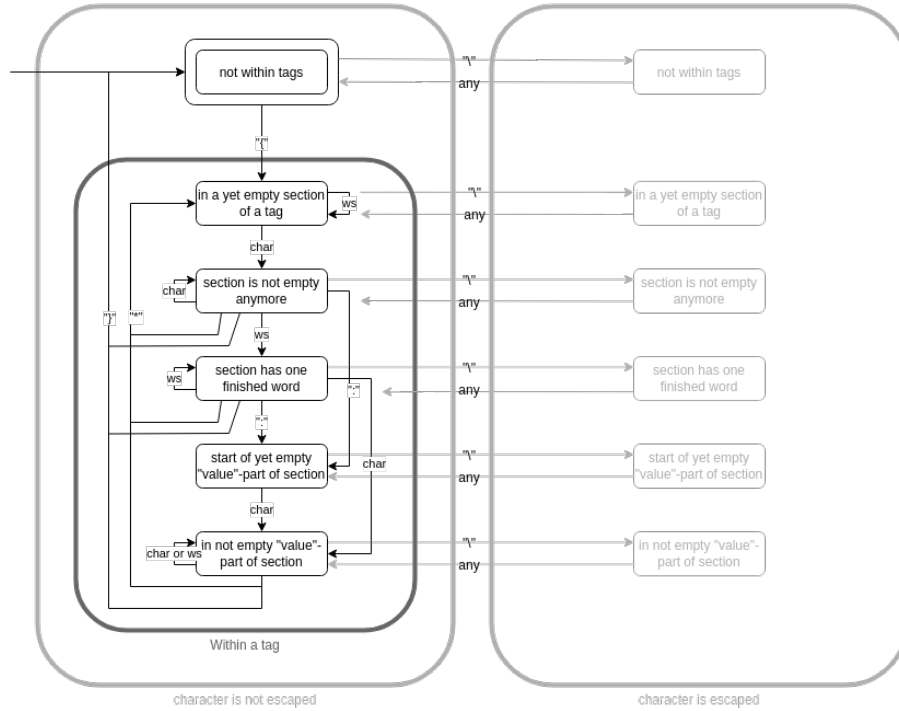 not within tags
"\"
any
not within tags
"{"
in a yet empty section
of a tag
ws
"\"
any
in a yet empty section
of a tag
char
char
section is not empty
anymore
"\"
any
section is not empty
anymore
"}"
"*"
ws
ws
section has one
finished word
":"
"\"
any
section has one
finished word
":"
start of yet empty
"value"-part of section
char
"\"
any
start of yet empty
"value"-part of section
char
char or ws
in not empty "value"-
part of section
"\"
any
in not empty "value"-
part of section
Within a tag
character is not escaped
character is escaped